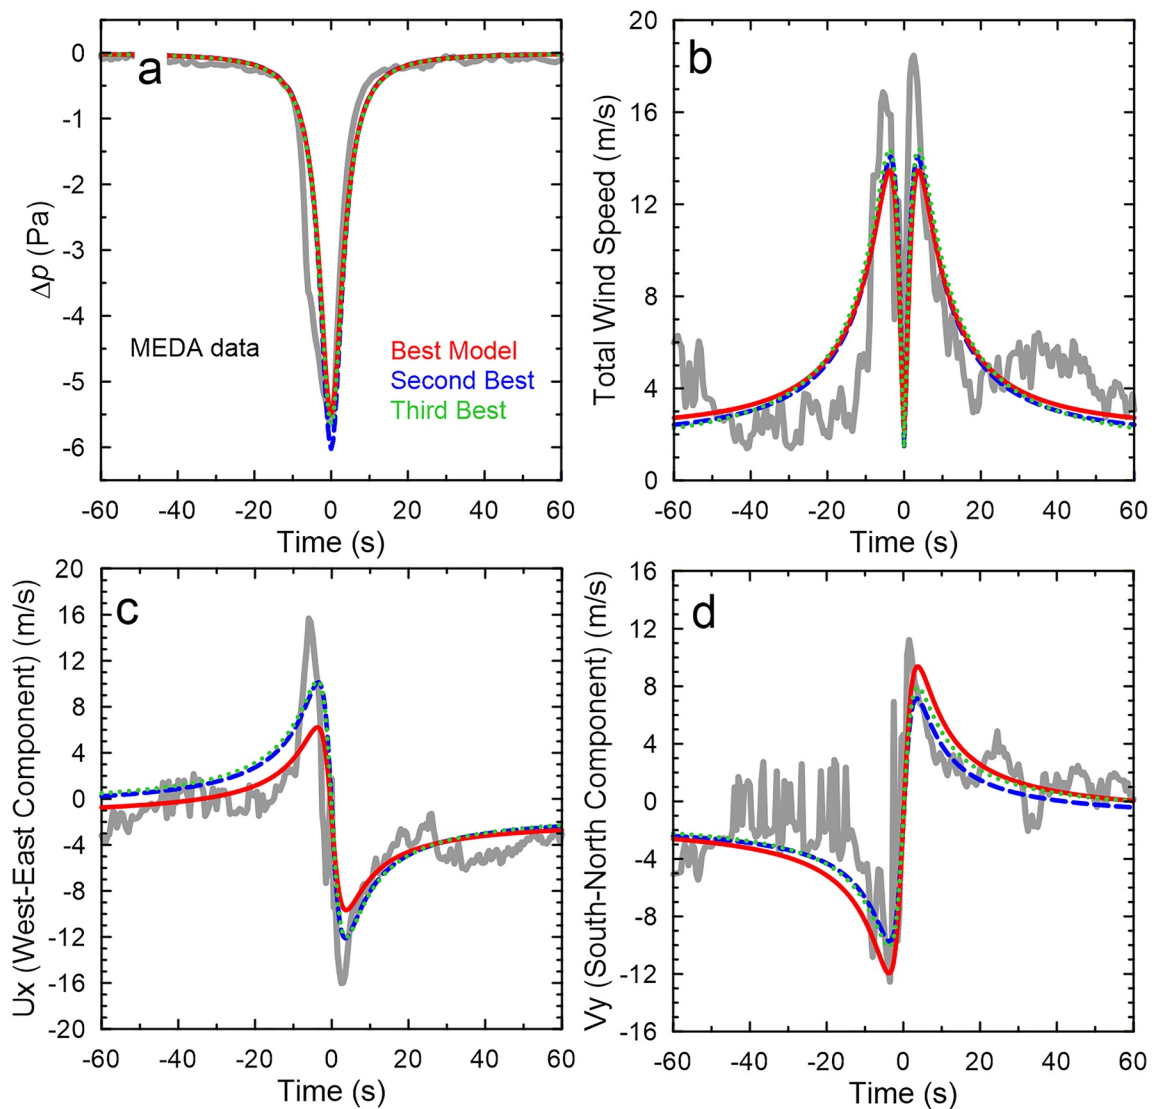 a
0
-1
-2
-3
-4
-5
-6
Δp (Pa)
MEDA data
Best Model
Second Best
Third Best
-60 -40 -20 0 20 40 60
Time (s)
b
20
16
12
8
4
0
Total Wind Speed (m/s)
-60 -40 -20 0 20 40 60
Time (s)
c
20
16
12
8
4
0
-4
-8
-12
-16
-20
Ux (West-East Component) (m/s)
-60 -40 -20 0 20 40 60
Time (s)
d
16
12
8
4
0
-4
-8
-12
-16
Vy (South-North Component) (m/s)
-60 -40 -20 0 20 40 60
Time (s)